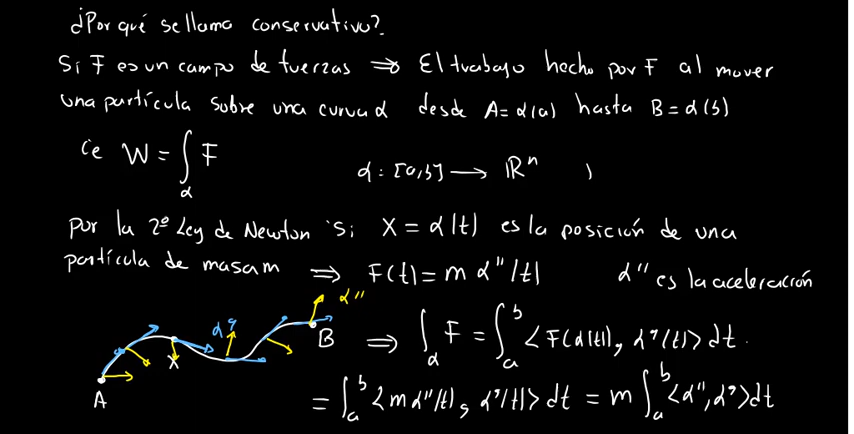 ¿Por qué se llama conservativo?.
Si F es un campo de fuerzas ⇒ El trabajo hecho por F al mover
una partícula sobre una curva α desde A = α(a) hasta B = α(b)
ie W = ∫_α F α : [a,b] → ℝⁿ ,
por la 2º Ley de Newton si X = α(t) es la posición de una
partícula de masa m ⇒ F(t) = m α''(t) α'' es la aceleración
α''
α'
X
B
A
⇒ ∫_α F = ∫_a^b <F(α(t)), α'(t)> dt.
= ∫_a^b <m α''(t), α'(t)> dt = m ∫_a^b <α'', α'> dt